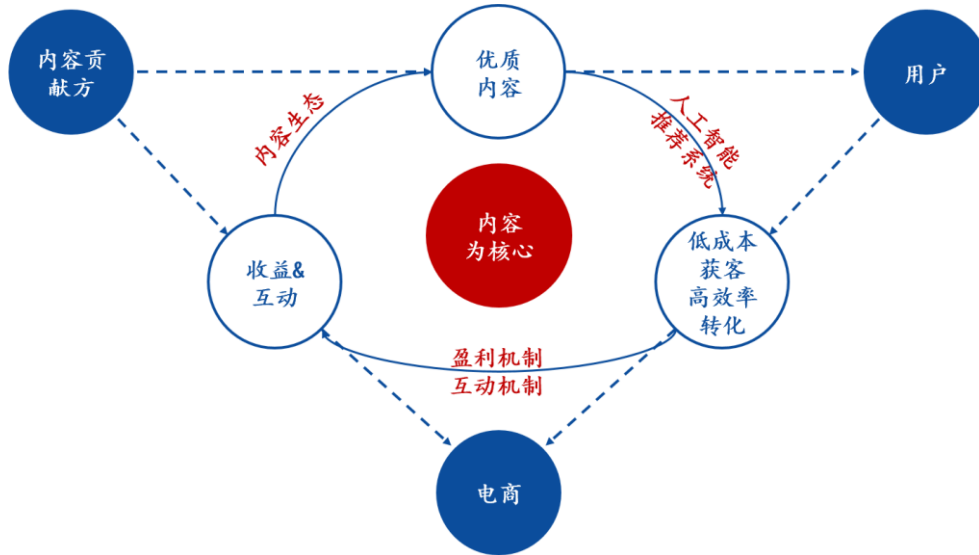 内容贡
献方
优质
内容
用户
内容生态
人工智能
推荐系统
内容
为核心
收益&
互动
低成本
获客
高效率
转化
盈利机制
互动机制
电商